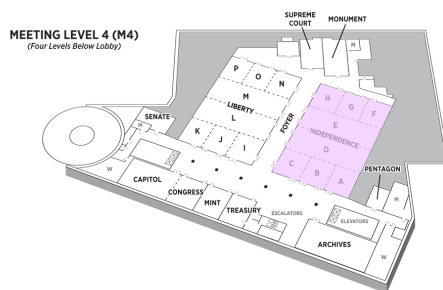 MEETING LEVEL 4 (M4)
(Four Levels Below Lobby)
SUPREME
COURT
MONUMENT
M
W
P
O
N
M
LIBERTY
L
K
J
I
FOYER
H
G
F
E
INDEPENDENCE
D
C
B
A
SENATE
M
W
CAPITOL
CONGRESS
MINT
TREASURY
ESCALATORS
ELEVATORS
ARCHIVES
PENTAGON
M
W